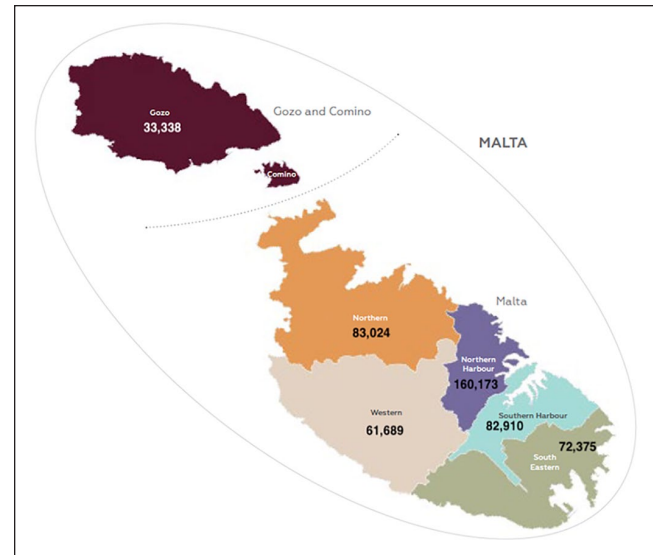 Gozo
33,338
Gozo and Comino
Comino
MALTA
Malta
Northern
83,024
Northern
Harbour
160,173
Western
61,689
Southern Harbour
82,910
72,375
South
Eastern